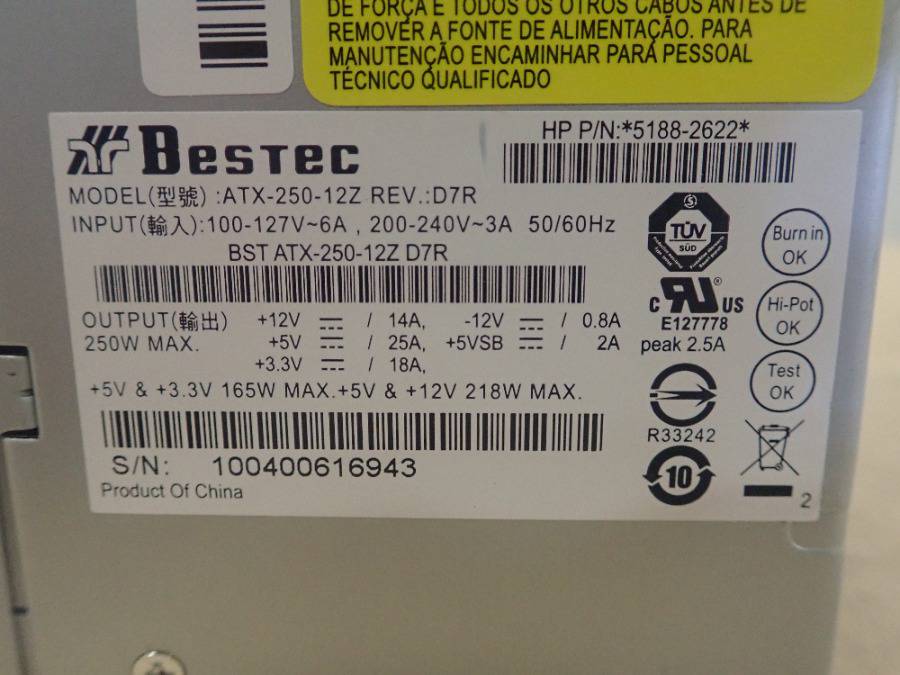 DE FORÇA E TODOS OS OTROS CABOS ANTES DE
REMOVER A FONTE DE ALIMENTAÇÃO. PARA
MANUTENÇÃO ENCAMINHAR PARA PESSOAL
TÉCNICO QUALIFICADO
BESTEC
HP P/N:*5188-2622*
MODEL(型號) :ATX-250-12Z REV.:D7R
INPUT(輸入):100-127V~6A , 200-240V~3A 50/60Hz
BST ATX-250-12Z D7R
OUTPUT(輸出) +12V ⎓ / 14A, -12V ⎓ / 0.8A
250W MAX. +5V ⎓ / 25A, +5VSB ⎓ / 2A peak 2.5A
+3.3V ⎓ / 18A,
+5V & +3.3V 165W MAX.+5V & +12V 218W MAX.
S/N: 100400616943
Product Of China
TÜV
SÜD
C RU ® US
E127778
R33242
10
Burn in
OK
Hi-Pot
OK
Test
OK
2